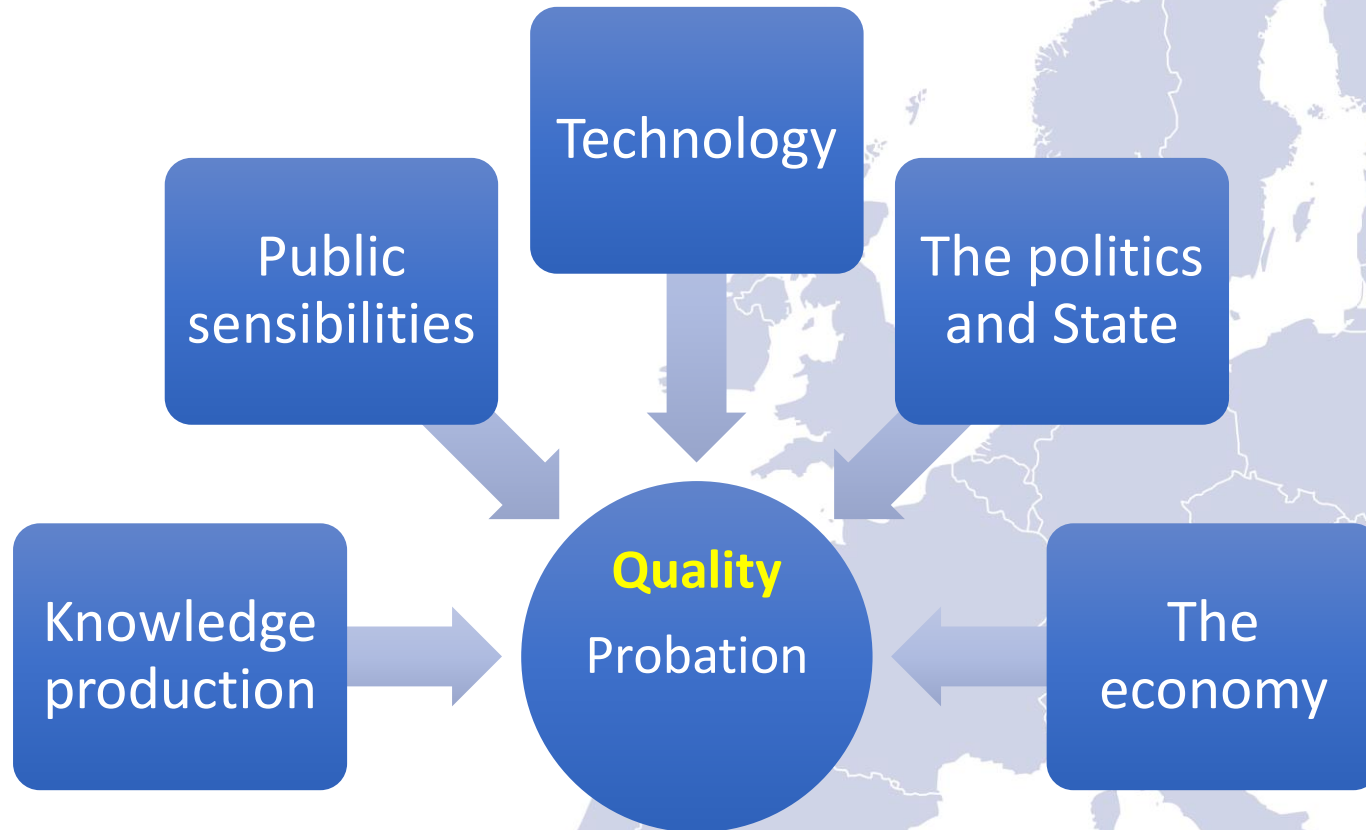 Technology
Public
sensibilities
The politics
and State
Quality
Probation
Knowledge
production
The
economy